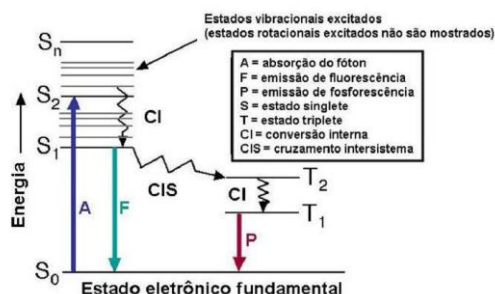 Estados vibracionais excitados
(estados rotacionais excitados não são mostrados)
Sn
S2
S1
S0
Energia
A
F
CI
CIS
CI
T2
T1
P
A = absorção do fóton
F = emissão de fluorescência
P = emissão de fosforescência
S = estado singlete
T = estado triplete
CI = conversão interna
CIS = cruzamento intersistema
Estado eletrônico fundamental